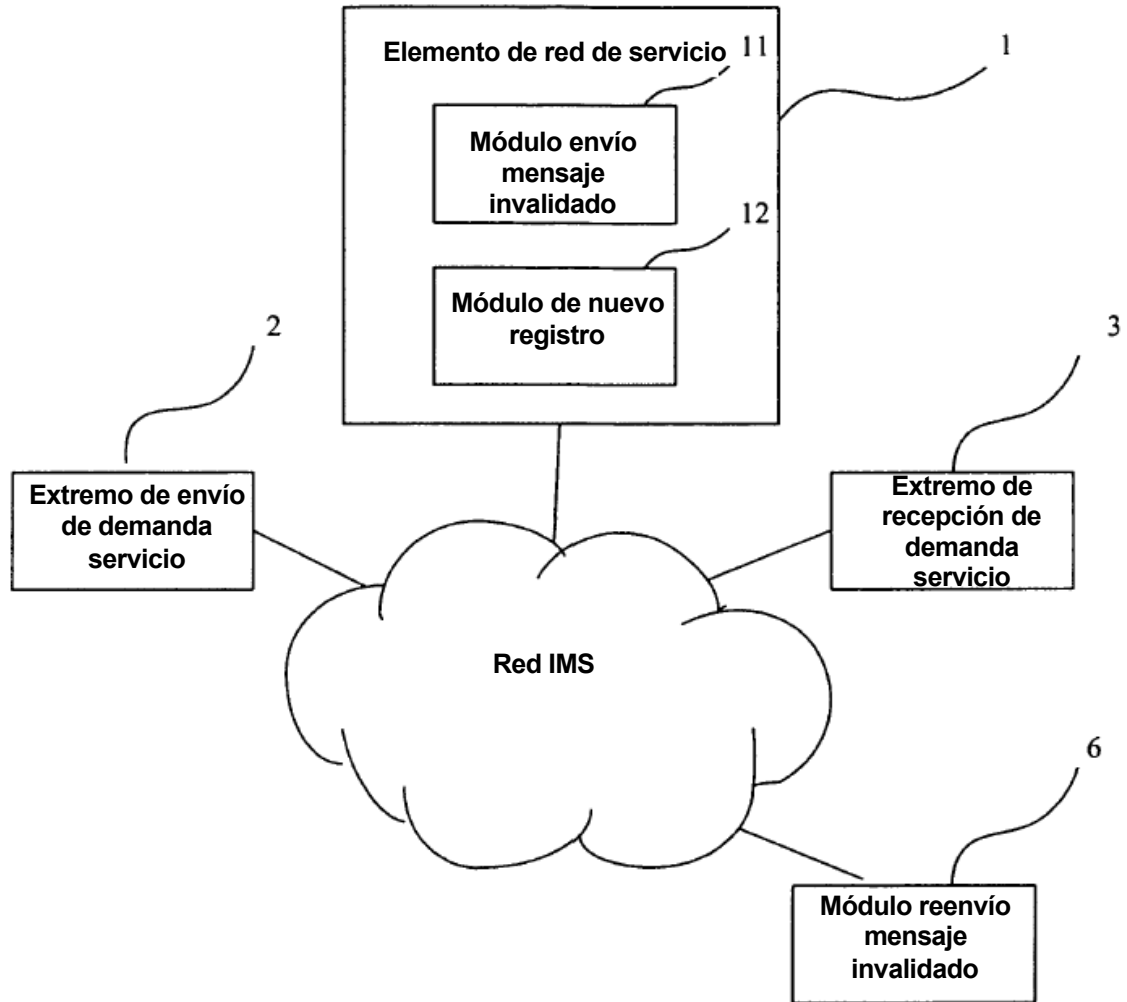 Elemento de red de servicio
11
1
Módulo envío
mensaje
invalidado
12
Módulo de nuevo
registro
2
3
Extremo de envío
de demanda
servicio
Extremo de
recepción de
demanda
servicio
Red IMS
6
Módulo reenvío
mensaje
invalidado